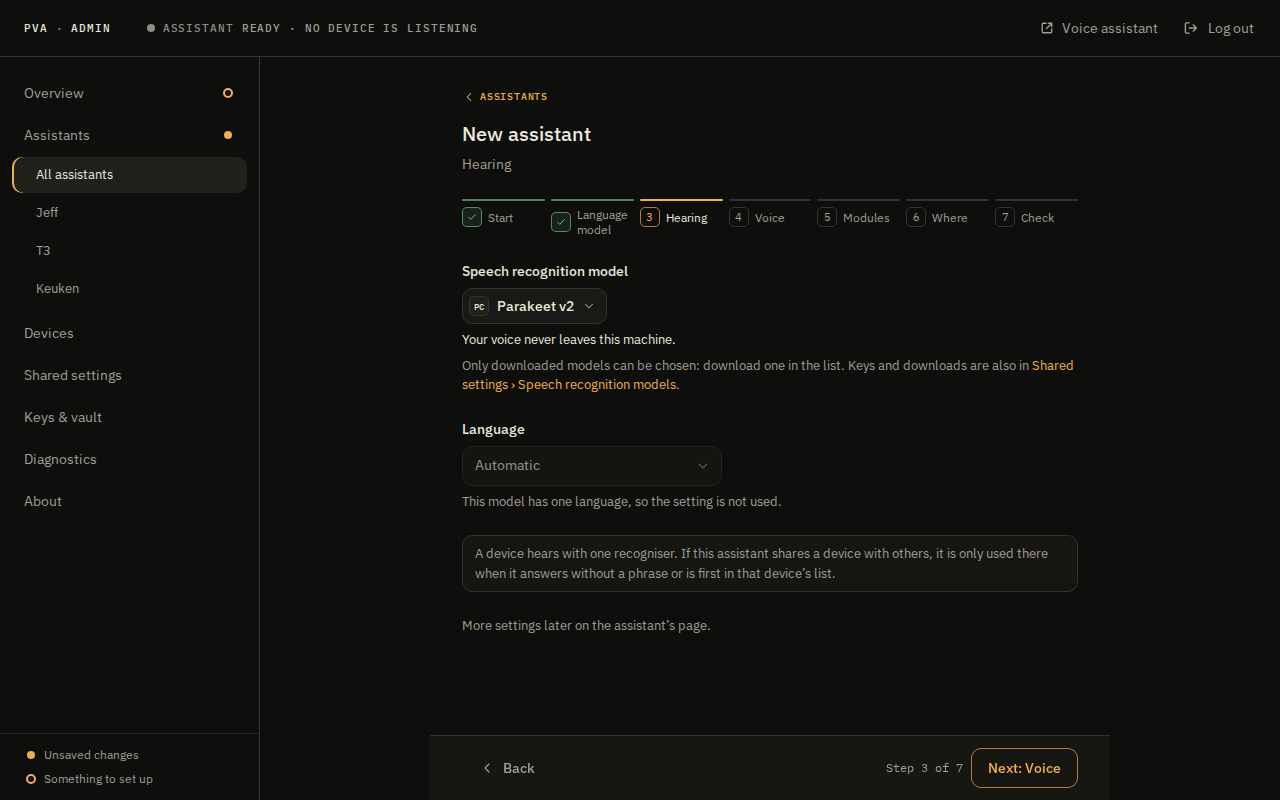 PVA · ADMIN
ASSISTANT READY · NO DEVICE IS LISTENING
Voice assistant
Log out
Overview
Assistants
All assistants
Jeff
T3
Keuken
Devices
Shared settings
Keys & vault
Diagnostics
About
Unsaved changes
Something to set up
ASSISTANTS
New assistant
Hearing
Start
Language
model
3 Hearing
4 Voice
5 Modules
6 Where
7 Check
Speech recognition model
PC Parakeet v2
Your voice never leaves this machine.
Only downloaded models can be chosen: download one in the list. Keys and downloads are also in Shared
settings › Speech recognition models.
Language
Automatic
This model has one language, so the setting is not used.
A device hears with one recogniser. If this assistant shares a device with others, it is only used there
when it answers without a phrase or is first in that device's list.
More settings later on the assistant's page.
Back
Step 3 of 7
Next: Voice